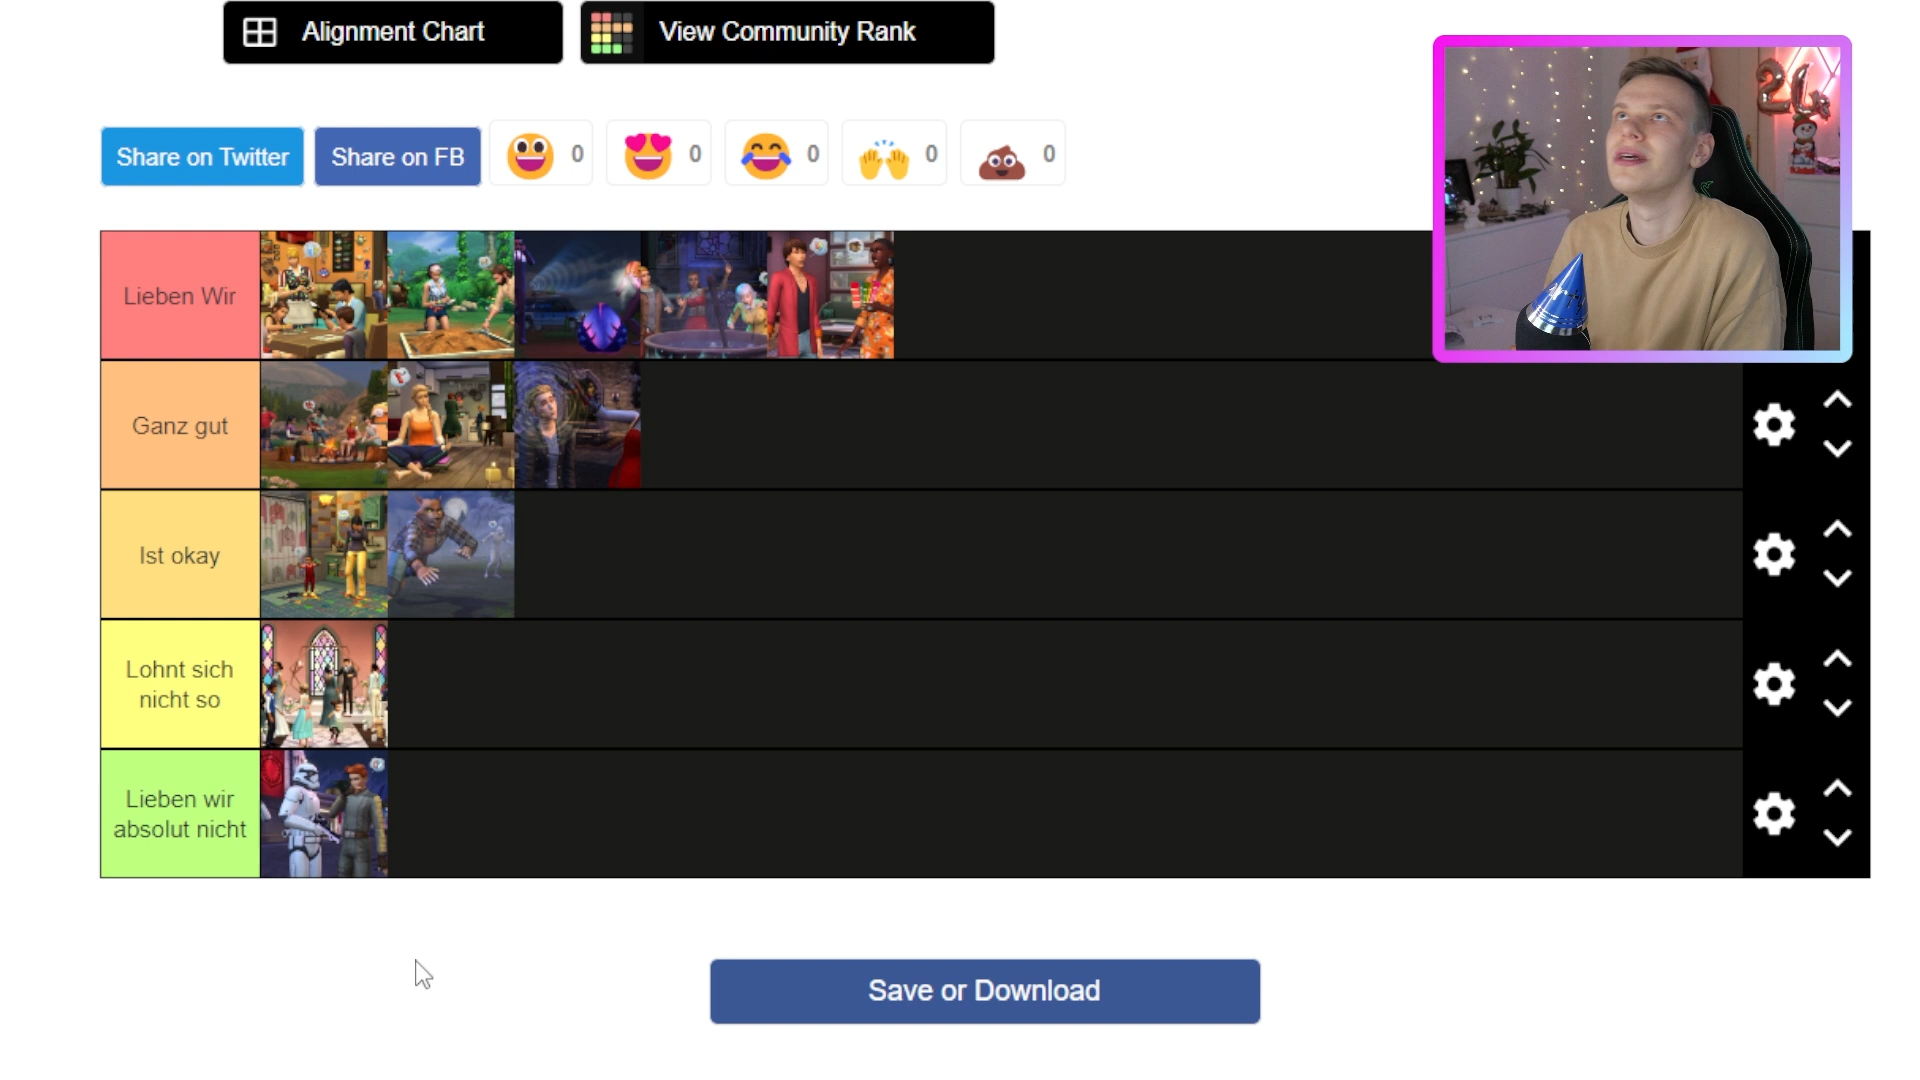 Alignment Chart
View Community Rank
Share on Twitter
Share on FB
0
0
0
0
0
Lieben Wir
Ganz gut
Ist okay
Lohnt sich
nicht so
Lieben wir
absolut nicht
Save or Download
24